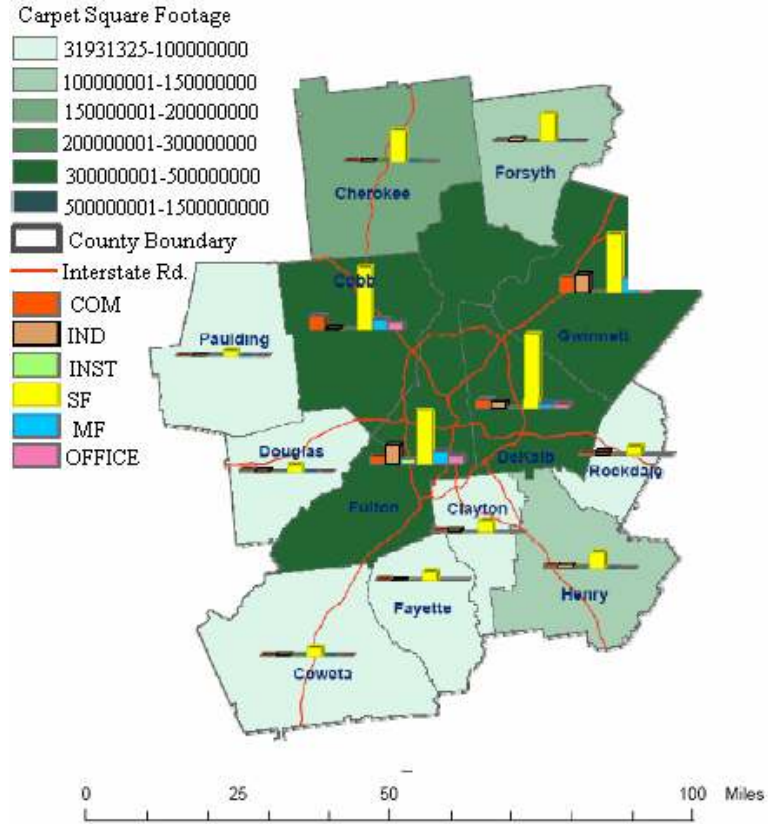 Carpet Square Footage
31931325-100000000
100000001-150000000
150000001-200000000
200000001-300000000
300000001-500000000
500000001-1500000000
County Boundary
Interstate Rd.
COM
IND
INST
SF
MF
OFFICE
Cherokee
Forsyth
Cobb
Paulding
Gwinnett
Douglas
DeKalb
Rockdale
Fulton
Clayton
Henry
Fayette
Coweta
0 25 50 100 Miles